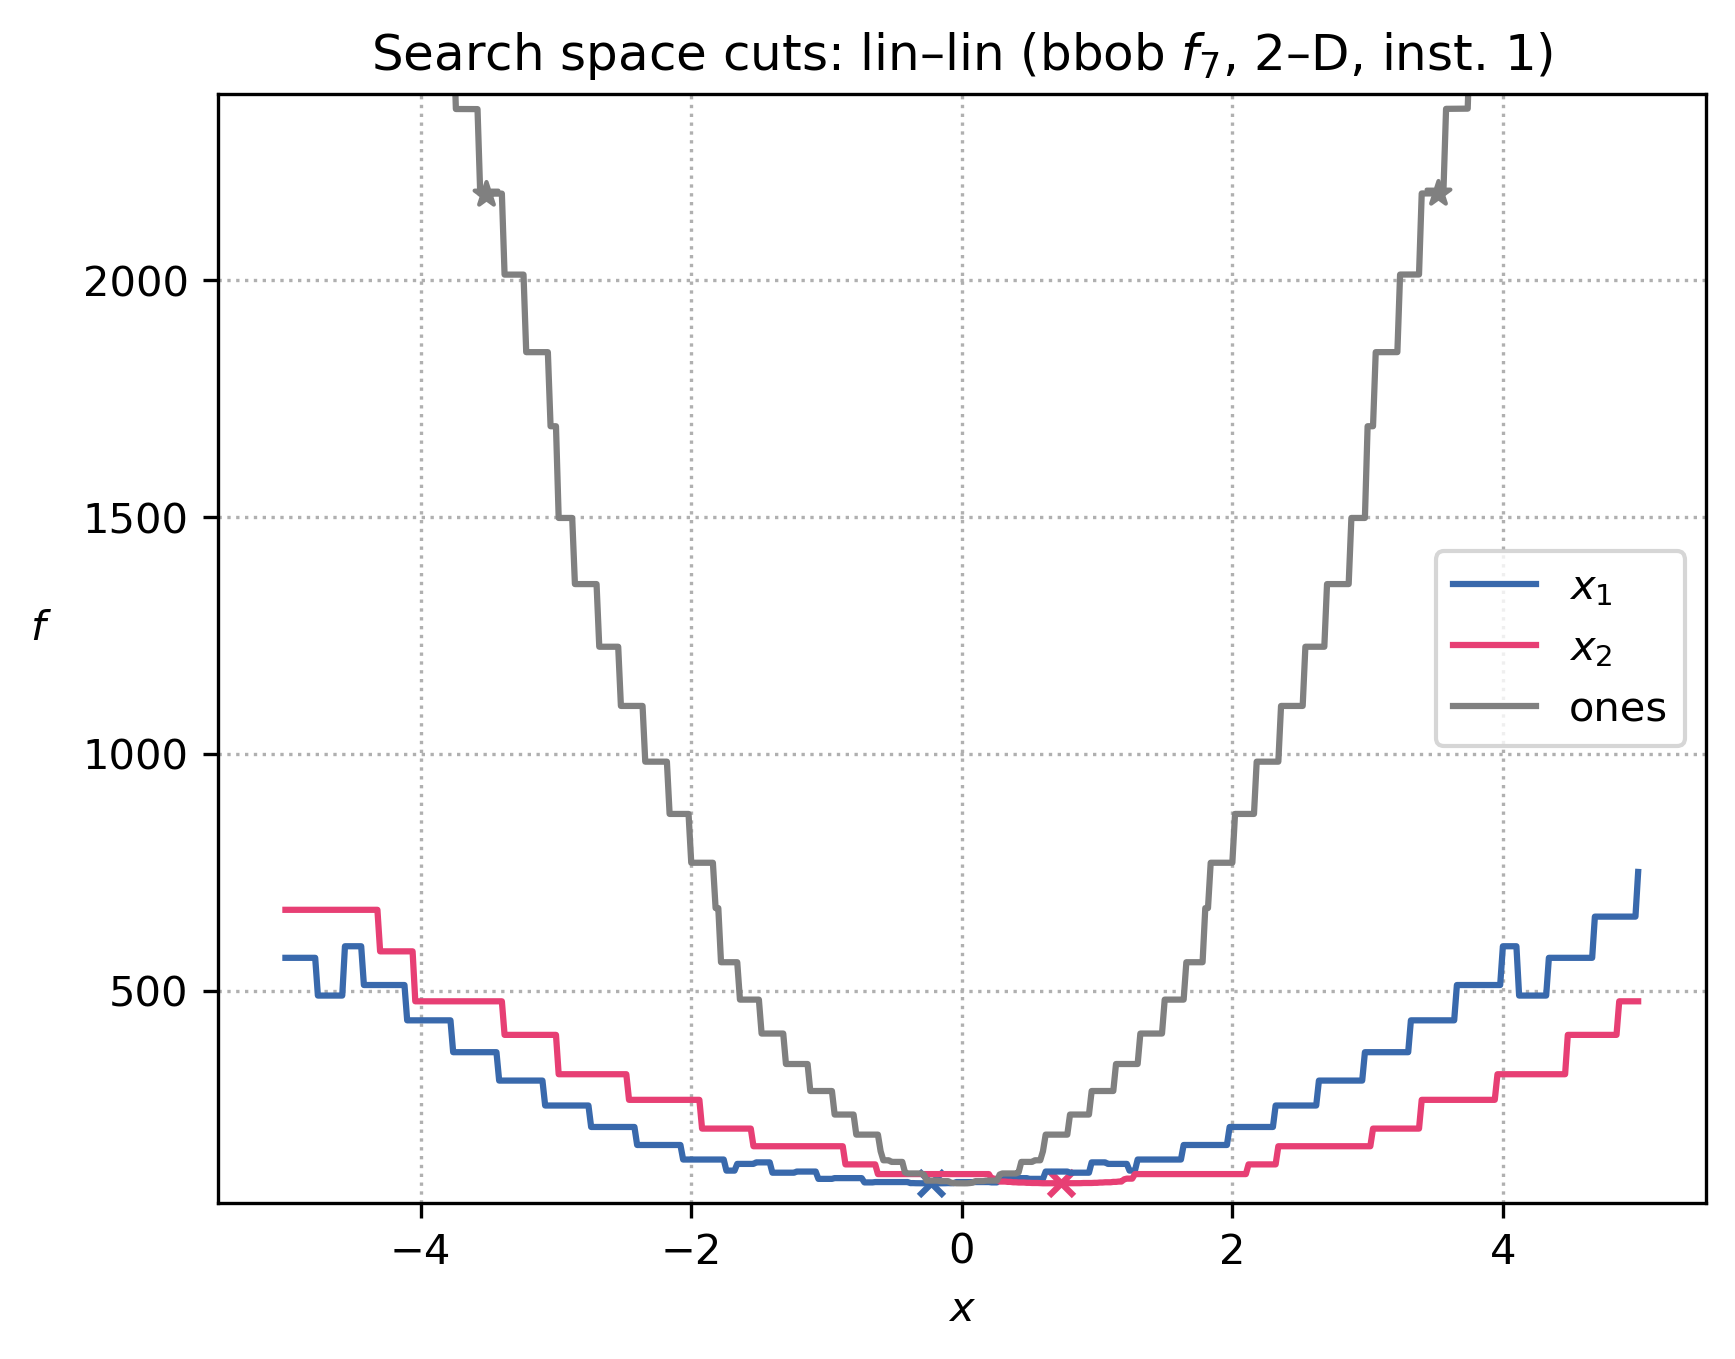 Search space cuts: lin–lin (bbob f₇, 2–D, inst. 1)
2000
1500
1000
500
f
x₁
x₂
ones
−4 −2 0 2 4
x